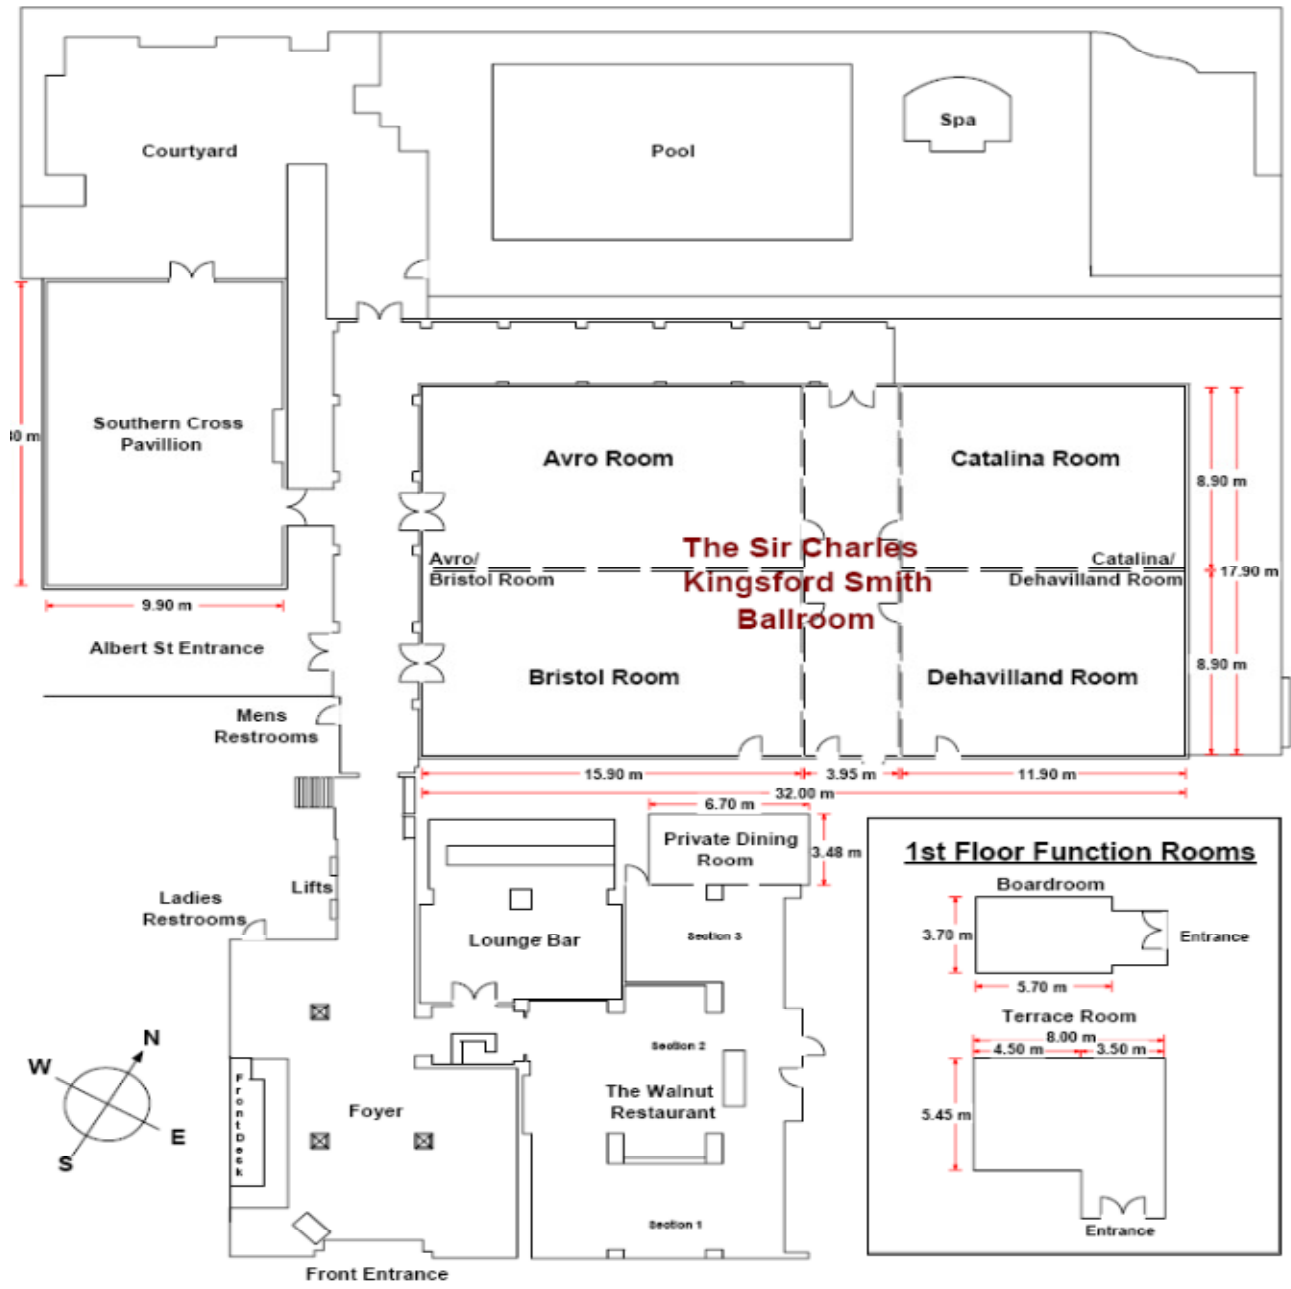 Courtyard
Pool
Spa
Southern Cross
Pavillion
Avro Room
Catalina Room
8.90 m
Avro/
Bristol Room
The Sir Charles
Kingsford Smith
Ballroom
Catalina/
Dehavilland Room
17.90 m
9.90 m
Albert St Entrance
Bristol Room
Dehavilland Room
8.90 m
Mens
Restrooms
15.90 m
3.95 m
11.90 m
32.00 m
6.70 m
Private Dining
Room
3.48 m
Ladies
Restrooms
Lifts
Lounge Bar
Section 3
Section 2
The Walnut
Restaurant
Section 1
N
W
E
S
Front Desk
Foyer
Front Entrance
1st Floor Function Rooms
Boardroom
3.70 m
Entrance
5.70 m
Terrace Room
8.00 m
4.50 m
3.50 m
5.45 m
Entrance